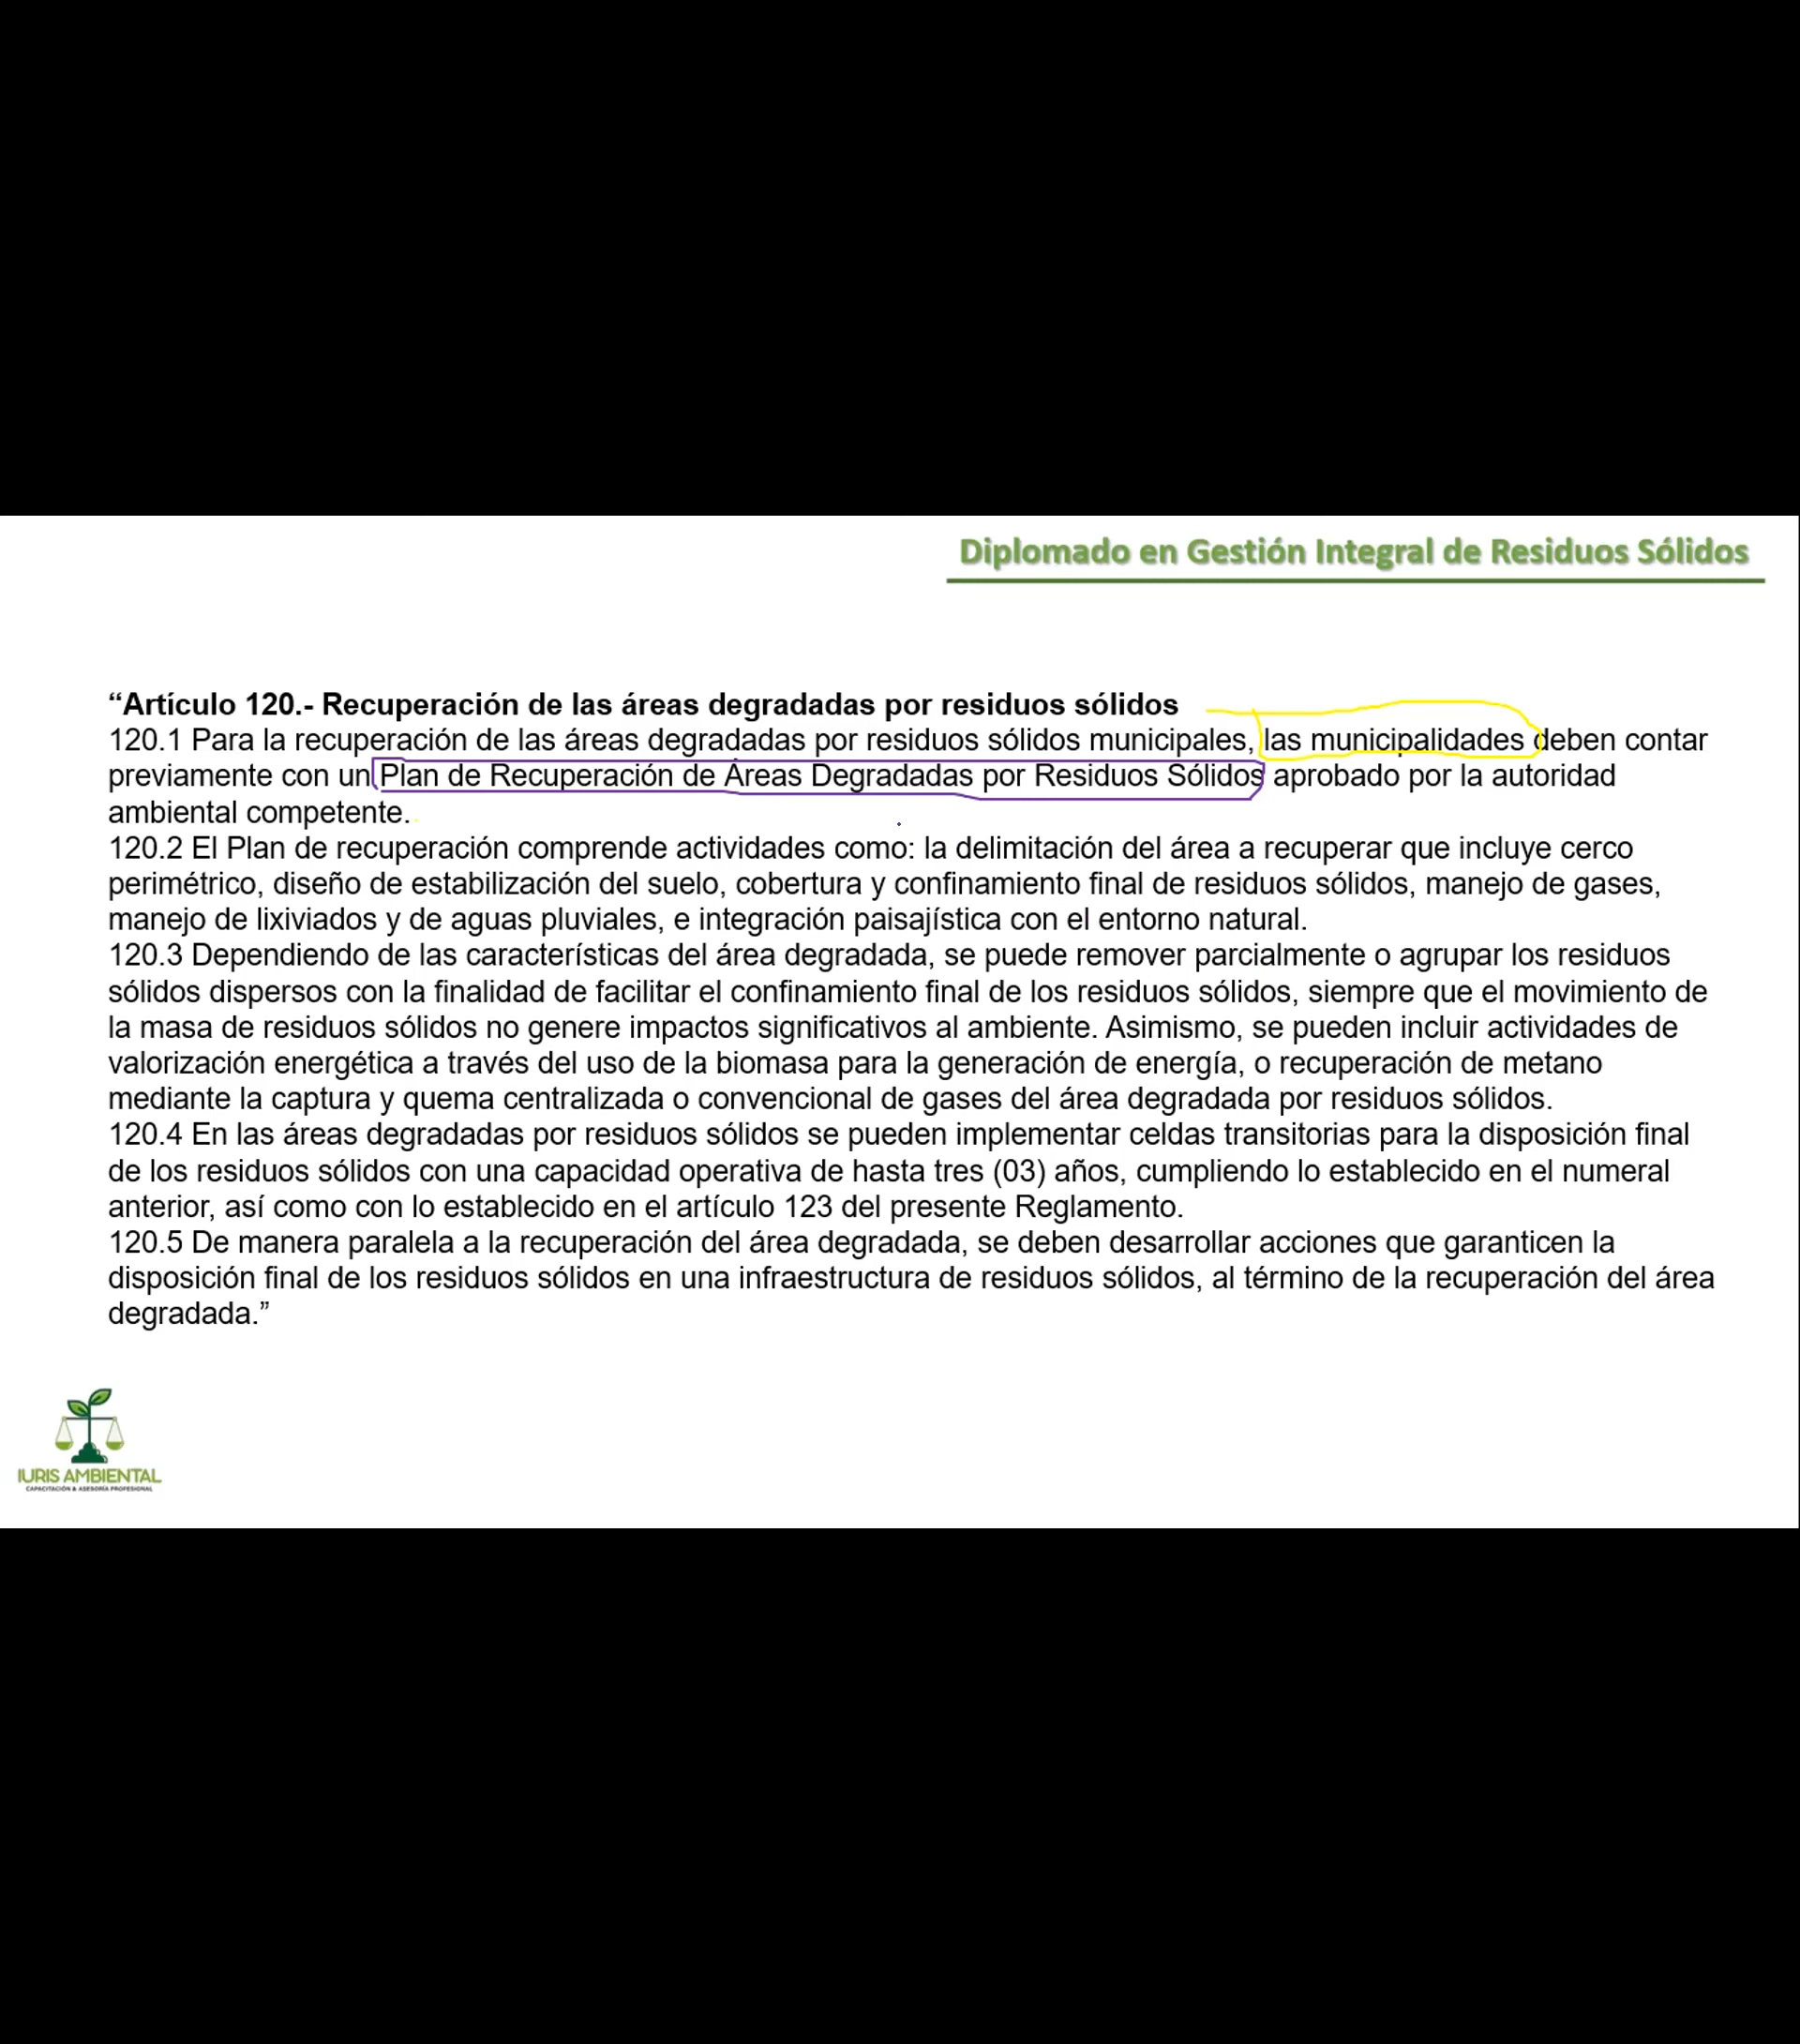 Diplomado en Gestión Integral de Residuos Sólidos
“Artículo 120.- Recuperación de las áreas degradadas por residuos sólidos
120.1 Para la recuperación de las áreas degradadas por residuos sólidos municipales, las municipalidades deben contar
previamente con un Plan de Recuperación de Áreas Degradadas por Residuos Sólidos aprobado por la autoridad
ambiental competente.
120.2 El Plan de recuperación comprende actividades como: la delimitación del área a recuperar que incluye cerco
perimétrico, diseño de estabilización del suelo, cobertura y confinamiento final de residuos sólidos, manejo de gases,
manejo de lixiviados y de aguas pluviales, e integración paisajística con el entorno natural.
120.3 Dependiendo de las características del área degradada, se puede remover parcialmente o agrupar los residuos
sólidos dispersos con la finalidad de facilitar el confinamiento final de los residuos sólidos, siempre que el movimiento de
la masa de residuos sólidos no genere impactos significativos al ambiente. Asimismo, se pueden incluir actividades de
valorización energética a través del uso de la biomasa para la generación de energía, o recuperación de metano
mediante la captura y quema centralizada o convencional de gases del área degradada por residuos sólidos.
120.4 En las áreas degradadas por residuos sólidos se pueden implementar celdas transitorias para la disposición final
de los residuos sólidos con una capacidad operativa de hasta tres (03) años, cumpliendo lo establecido en el numeral
anterior, así como con lo establecido en el artículo 123 del presente Reglamento.
120.5 De manera paralela a la recuperación del área degradada, se deben desarrollar acciones que garanticen la
disposición final de los residuos sólidos en una infraestructura de residuos sólidos, al término de la recuperación del área
degradada.”
IURIS AMBIENTAL
CAPACITACIÓN & ASESORÍA PROFESIONAL